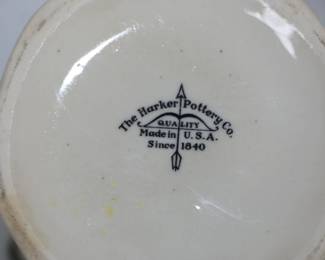 The Harker Pottery Co.
QUALITY
Made in U.S.A.
Since 1840